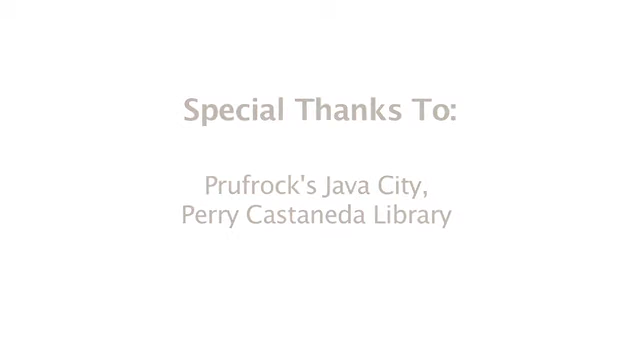 Special Thanks To:
Prufrock's Java City,
Perry Castaneda Library